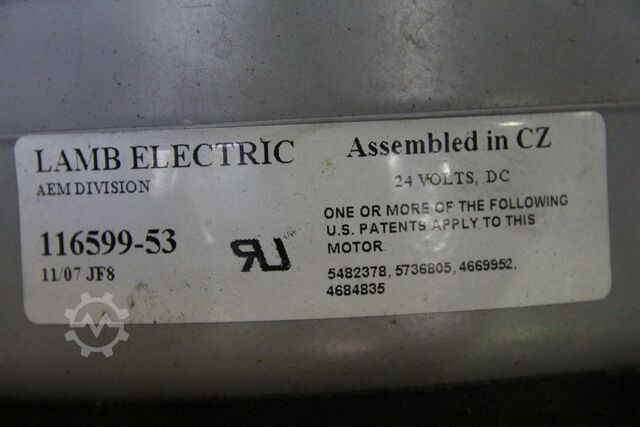 LAMB ELECTRIC
AEM DIVISION
116599-53
11/07 JF8
Assembled in CZ
24 VOLTS, DC
ONE OR MORE OF THE FOLLOWING
U.S. PATENTS APPLY TO THIS
MOTOR
5482378, 5736805, 4669952,
4684835